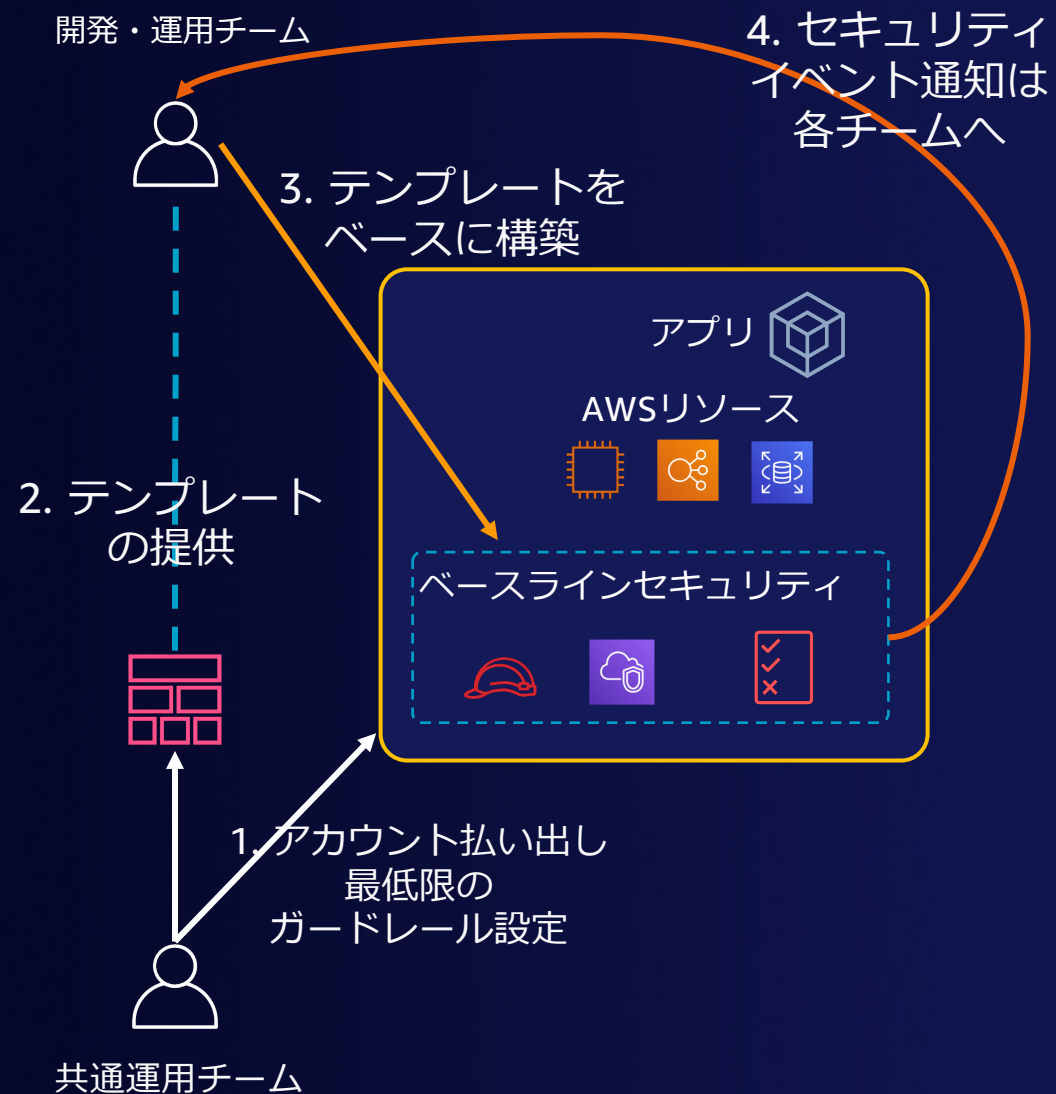 開発・運用チーム
4. セキュリティ
イベント通知は
各チームへ
3. テンプレートを
ベースに構築
アプリ
AWSリソース
2. テンプレート
の提供
ベースラインセキュリティ
1. アカウント払い出し
最低限の
ガードレール設定
共通運用チーム